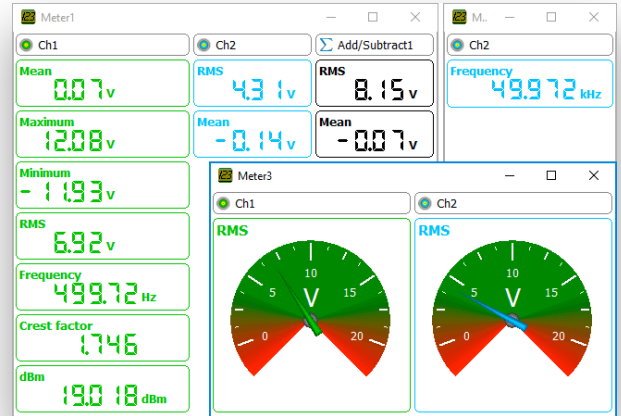 Meter1
Ch1
Ch2
Add/Subtract1
Mean
0.07 V
RMS
4.31 V
RMS
8.15 V
Maximum
12.08 V
Mean
-0.14 V
Mean
-0.07 V
Minimum
-11.93 V
RMS
6.92 V
Frequency
499.72 Hz
Crest factor
1.746
dBm
19.018 dBm
M..
Ch2
Frequency
49.972 kHz
Meter3
Ch1
Ch2
RMS
0 5 10 15 20
V
RMS
0 5 10 15 20
V